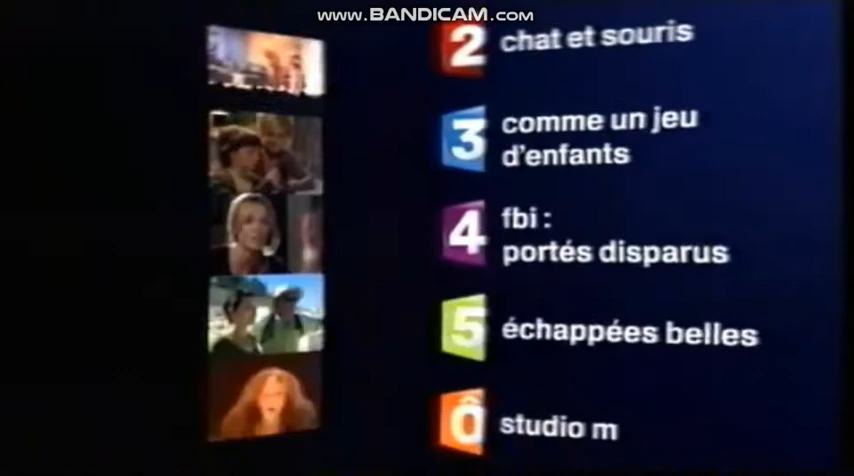 www.BANDICAM.com
2 chat et souris
3 comme un jeu
d'enfants
4 fbi :
portés disparus
5 échappées belles
Ô studio m